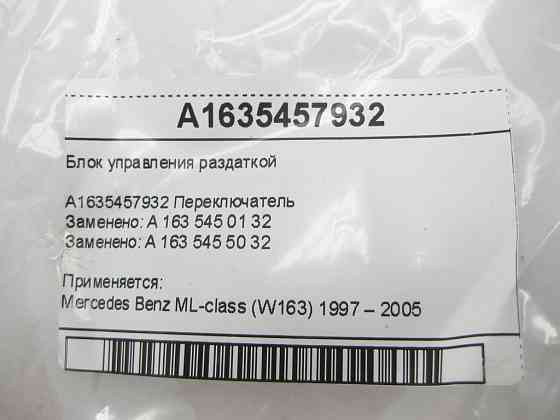 A1635457932
Блок управления раздаткой
A1635457932 Переключатель
Заменено: А 163 545 01 32
Заменено: А 163 545 50 32
Применяется:
Mercedes Benz ML-class (W163) 1997 – 2005